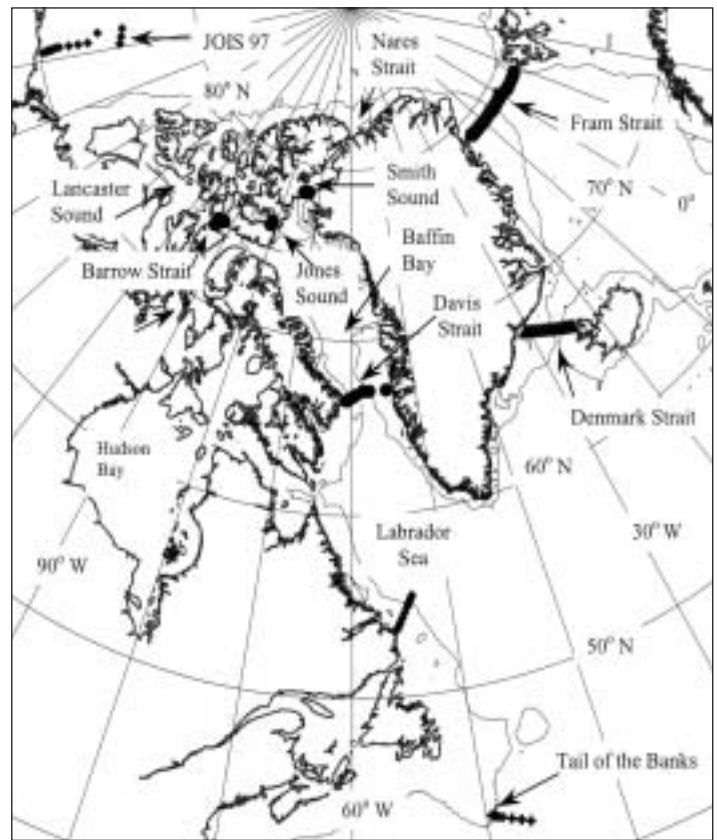 JOIS 97
Nares
Strait
80° N
Fram Strait
Lancaster
Sound
Smith
Sound
70° N
0°
Baffin
Bay
Barrow Strait
Jones
Sound
Davis
Strait
Denmark Strait
Hudson
Bay
60° N
Labrador
Sea
30° W
90° W
50° N
Tail of the Banks
60° W